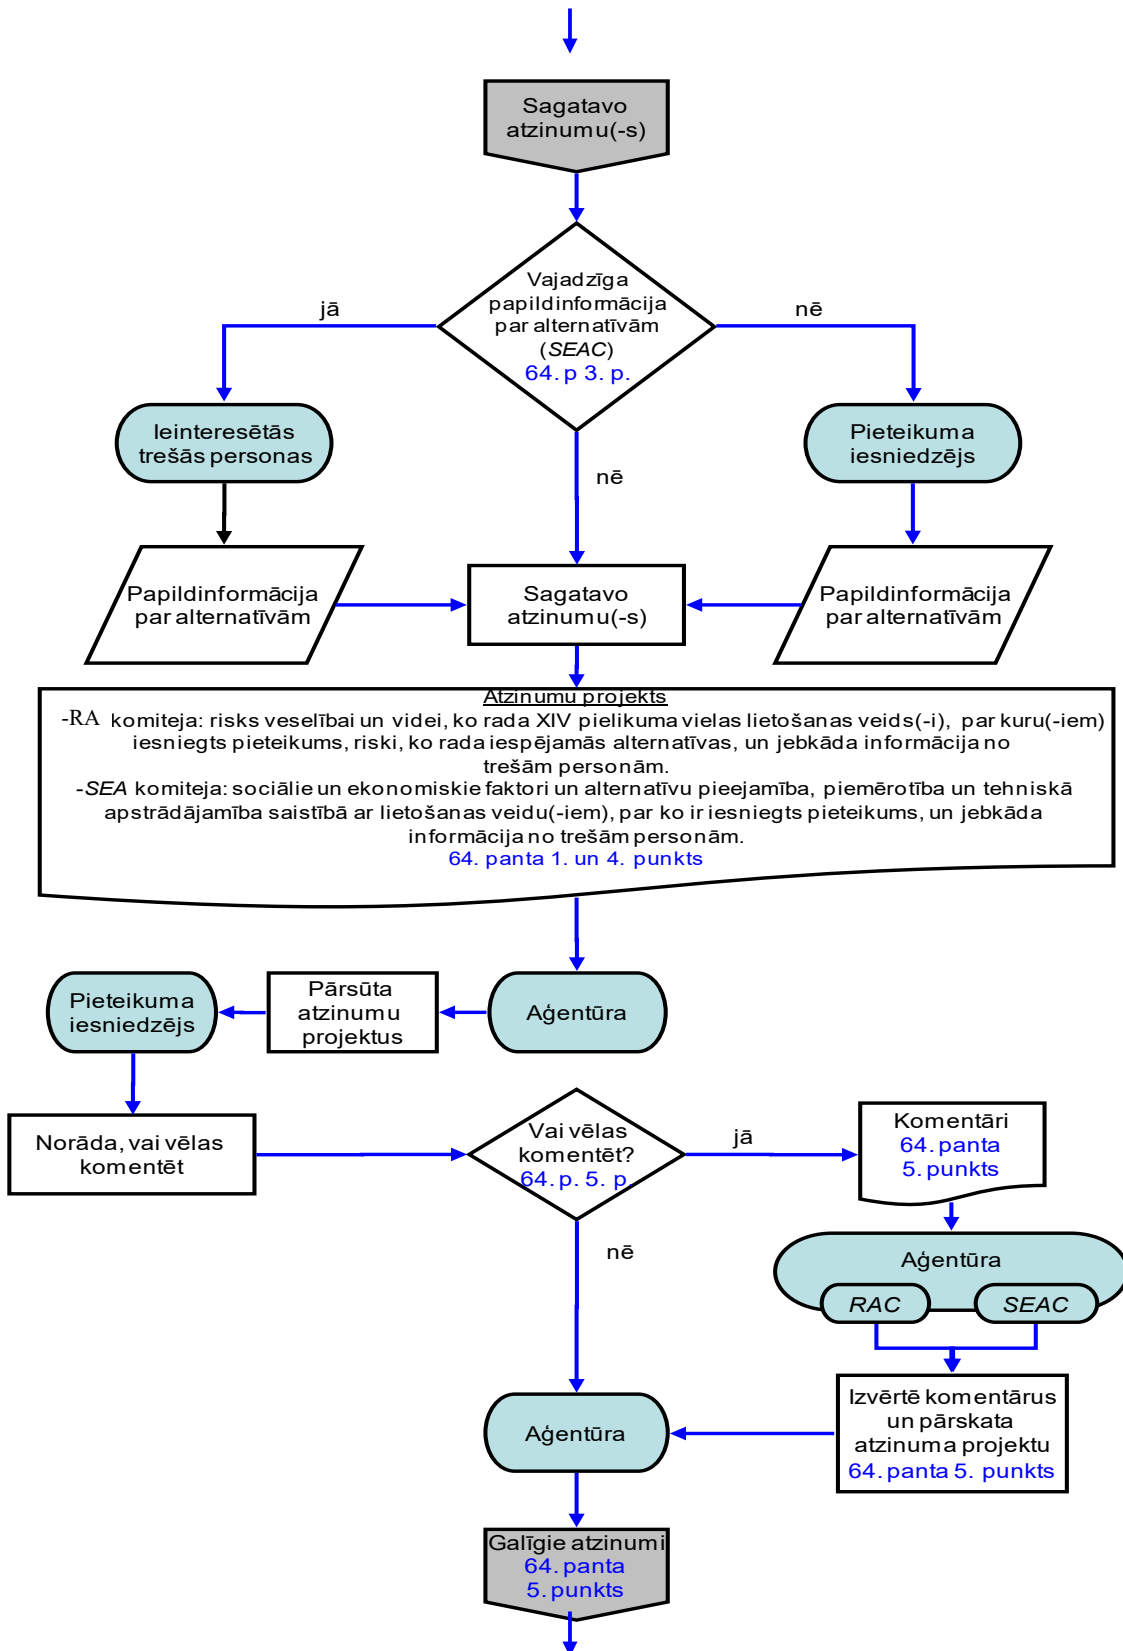 Sagatavo
atzinumu(-s)
Vajadzīga
papildinformācija
par alternatīvām
(SEAC)
64. p 3. p.
jā
nē
Ieinteresētās
trešās personas
Pieteikuma
iesniedzējs
nē
Papildinformācija
par alternatīvām
Sagatavo
atzinumu(-s)
Papildinformācija
par alternatīvām
Atzinumu projekts
-RA komiteja: risks veselībai un videi, ko rada XIV pielikuma vielas lietošanas veids(-i), par kuru(-iem)
iesniegts pieteikums, riski, ko rada iespējamās alternatīvas, un jebkāda informācija no
trešām personām.
-SEA komiteja: sociālie un ekonomiskie faktori un alternatīvu pieejamība, piemērotība un tehniskā
apstrādājamība saistībā ar lietošanas veidu(-iem), par ko ir iesniegts pieteikums, un jebkāda
informācija no trešām personām.
64. panta 1. un 4. punkts
Pieteikuma
iesniedzējs
Pārsūta
atzinumu
projektus
Aģentūra
Norāda, vai vēlas
komentēt
Vai vēlas
komentēt?
64. p. 5. p.
jā
Komentāri
64. panta
5. punkts
nē
Aģentūra
RAC
SEAC
Aģentūra
Izvērtē komentārus
un pārskata
atzinuma projektu
64. panta 5. punkts
Galīgie atzinumi
64. panta
5. punkts